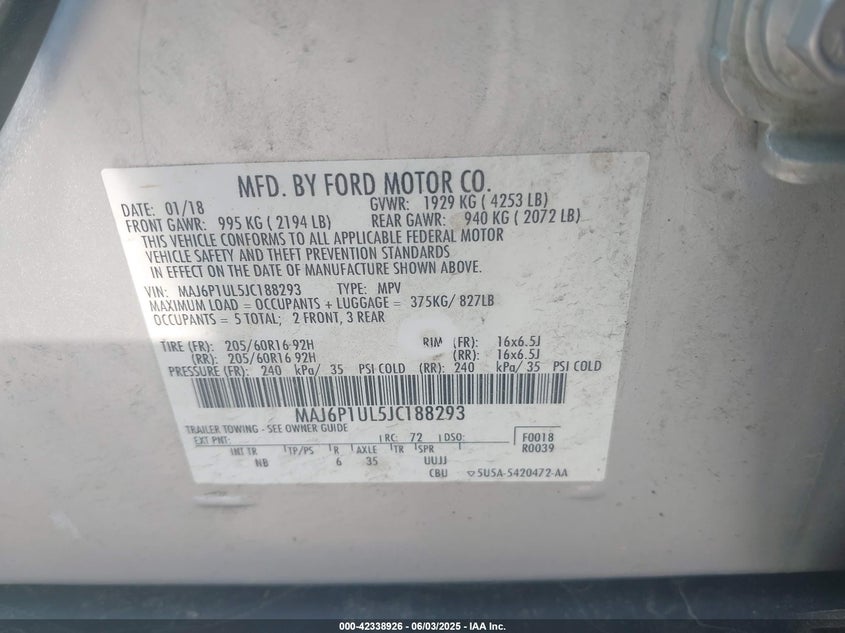 MFD. BY FORD MOTOR CO.
DATE: 01/18 GVWR: 1929 KG ( 4253 LB)
FRONT GAWR: 995 KG ( 2194 LB) REAR GAWR: 940 KG ( 2072 LB)
THIS VEHICLE CONFORMS TO ALL APPLICABLE FEDERAL MOTOR
VEHICLE SAFETY AND THEFT PREVENTION STANDARDS
IN EFFECT ON THE DATE OF MANUFACTURE SHOWN ABOVE.
VIN: MAJ6P1UL5JC188293 TYPE: MPV
MAXIMUM LOAD = OCCUPANTS + LUGGAGE = 375KG/ 827LB
OCCUPANTS = 5 TOTAL; 2 FRONT, 3 REAR
TIRE (FR): 205/60R16 92H RIM (FR): 16x6.5J
(RR): 205/60R16 92H (RR): 16x6.5J
PRESSURE (FR): 240 kPa/ 35 PSI COLD (RR): 240 kPa/ 35 PSI COLD
MAJ6P1UL5JC188293
TRAILER TOWING - SEE OWNER GUIDE
EXT PNT: RC: 72 DSO: F0018
INT TR TP/PS R AXLE TR SPR R0039
NB 6 35 UUJJ
CBU 5U5A-5420472-AA
000-42338926 - 06/03/2025 - IAA Inc.